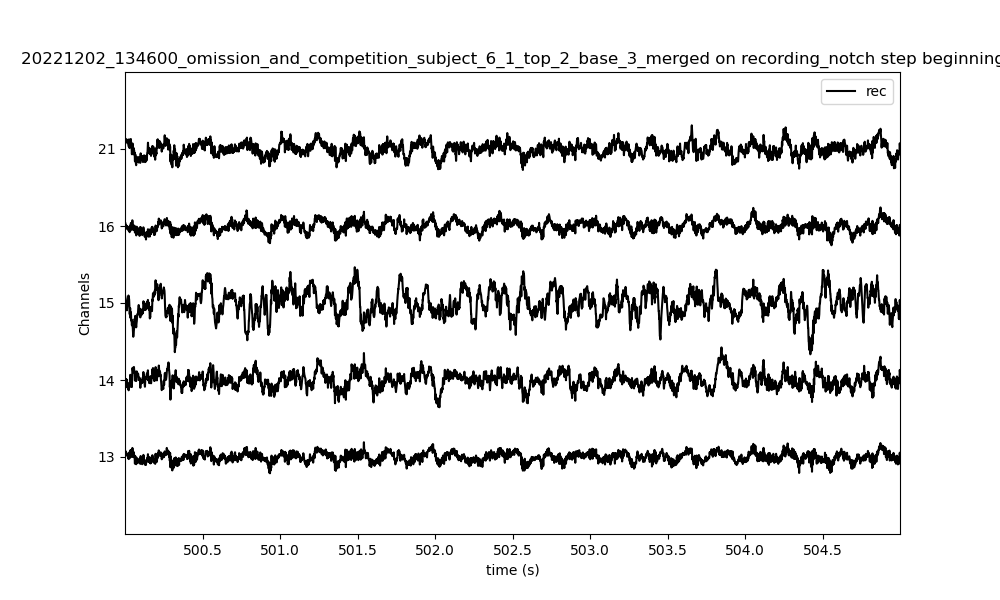 20221202_134600_omission_and_competition_subject_6_1_top_2_base_3_merged on recording_notch step beginning
rec
21
16
15
14
13
Channels
500.5 501.0 501.5 502.0 502.5 503.0 503.5 504.0 504.5
time (s)